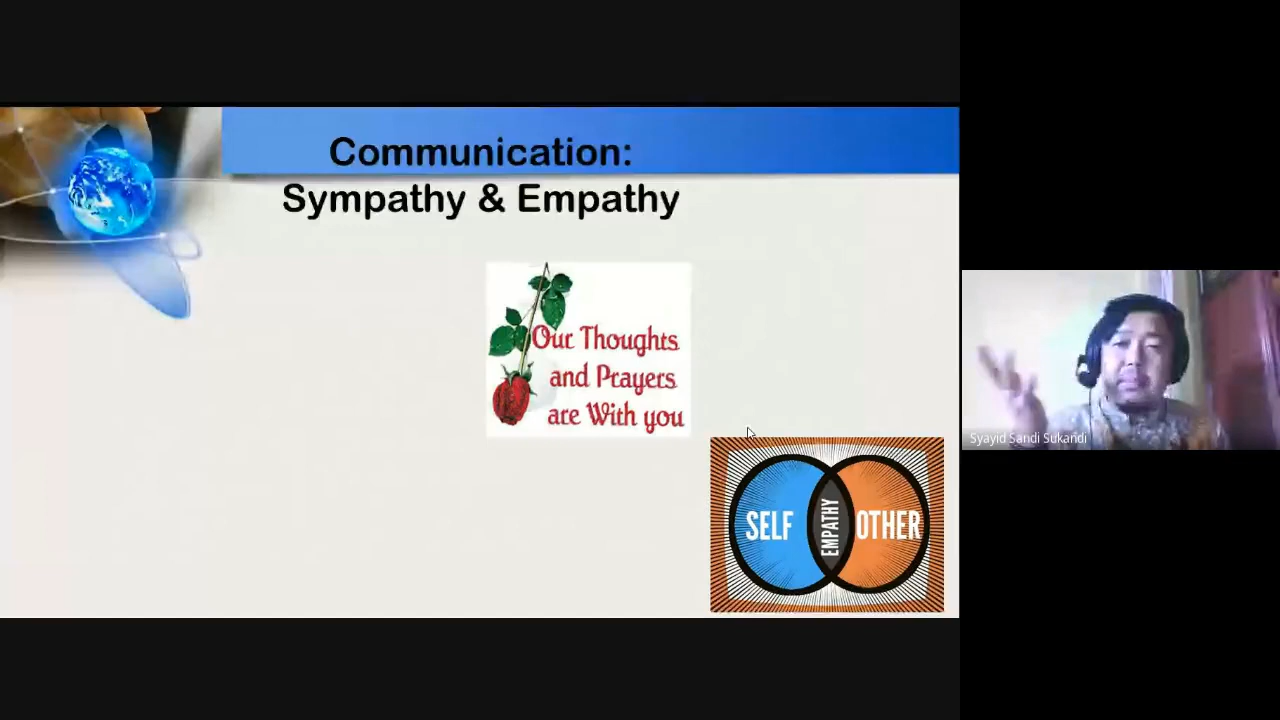 Communication:
Sympathy & Empathy
Our Thoughts
and Prayers
are With you
SELF
EMPATHY
OTHER
Syayid Sandi Sukandi